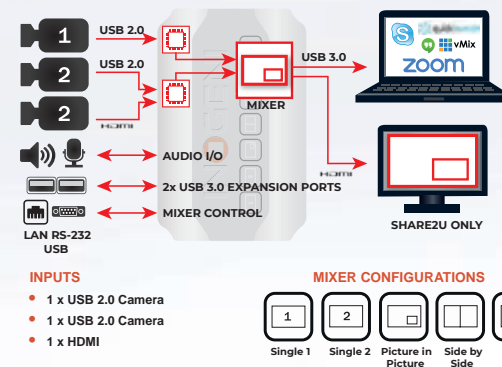 1
USB 2.0
2
USB 2.0
2
HDMI
MIXER
USB 3.0
HDMI
S
vMix
zoom
AUDIO I/O
2x USB 3.0 EXPANSION PORTS
MIXER CONTROL
LAN RS-232
USB
SHARE2U ONLY
INPUTS
• 1 x USB 2.0 Camera
• 1 x USB 2.0 Camera
• 1 x HDMI
MIXER CONFIGURATIONS
1
2
Single 1
Single 2
Picture in
Picture
Side by
Side